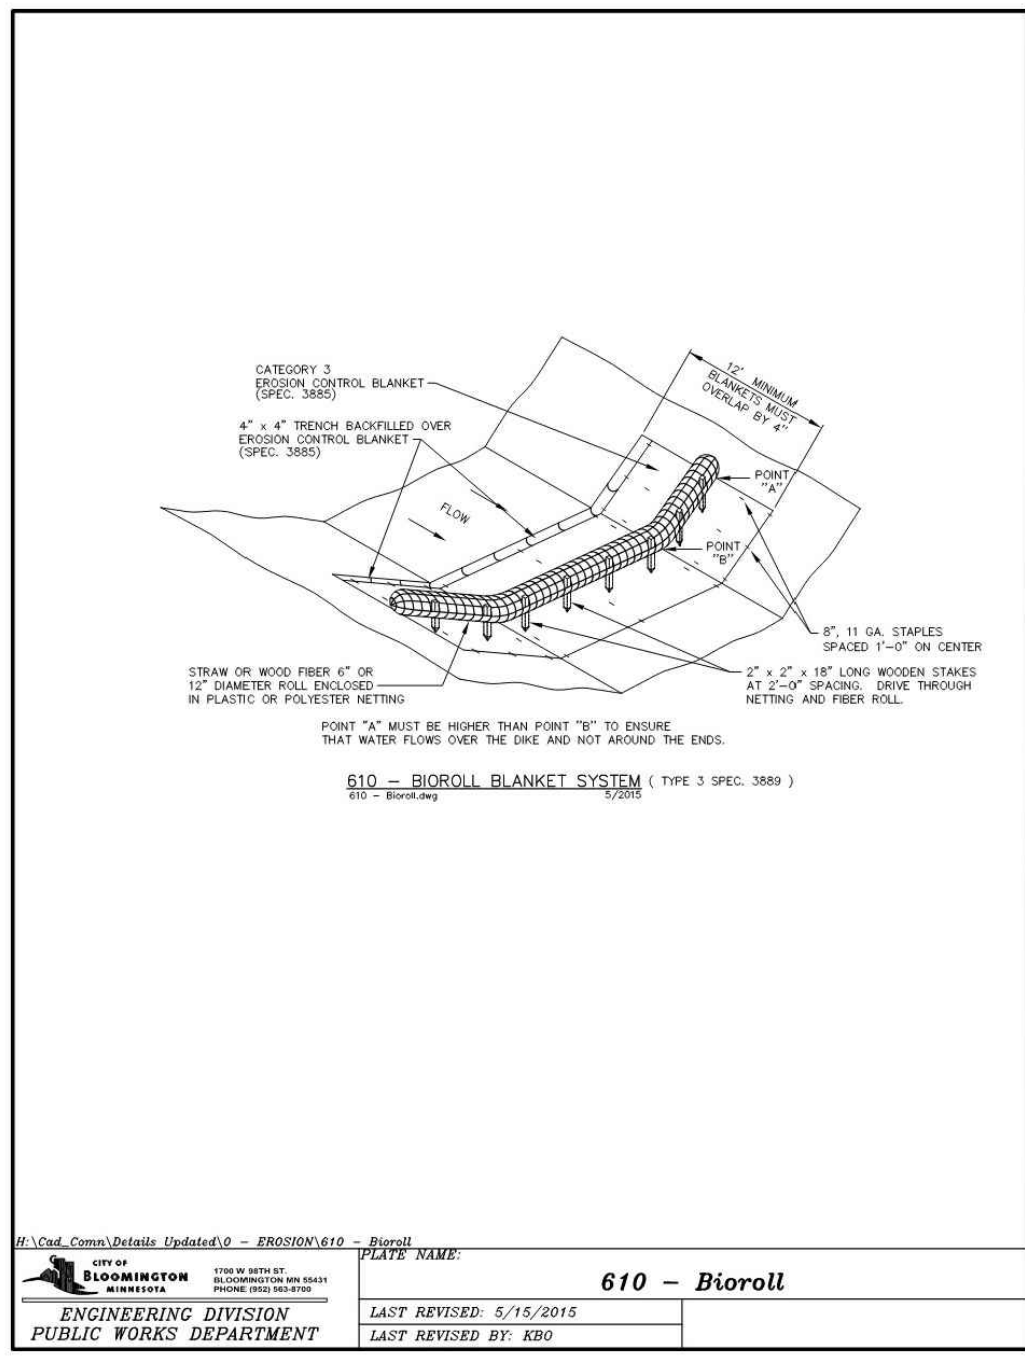 CATEGORY 3
EROSION CONTROL BLANKET
(SPEC. 3885)
4" x 4" TRENCH BACKFILLED OVER
EROSION CONTROL BLANKET
(SPEC. 3885)
12' MINIMUM
BLANKETS MUST
OVERLAP BY 4"
POINT
"A"
FLOW
POINT
"B"
8", 11 GA. STAPLES
SPACED 1'-0" ON CENTER
STRAW OR WOOD FIBER 6" OR
12" DIAMETER ROLL ENCLOSED
IN PLASTIC OR POLYESTER NETTING
2" x 2" x 18" LONG WOODEN STAKES
AT 2'-0" SPACING. DRIVE THROUGH
NETTING AND FIBER ROLL.
POINT "A" MUST BE HIGHER THAN POINT "B" TO ENSURE
THAT WATER FLOWS OVER THE DIKE AND NOT AROUND THE ENDS.
610 - BIOROLL BLANKET SYSTEM ( TYPE 3 SPEC. 3889 )
610 - Bioroll.dwg 5/2015
H:\Cad_Comn\Details Updated\0 - EROSION\610 - Bioroll
CITY OF
BLOOMINGTON
MINNESOTA
1700 W 98TH ST.
BLOOMINGTON MN 55431
PHONE (952) 563-8700
ENGINEERING DIVISION
PUBLIC WORKS DEPARTMENT
PLATE NAME:
610 - Bioroll
LAST REVISED: 5/15/2015
LAST REVISED BY: KBO